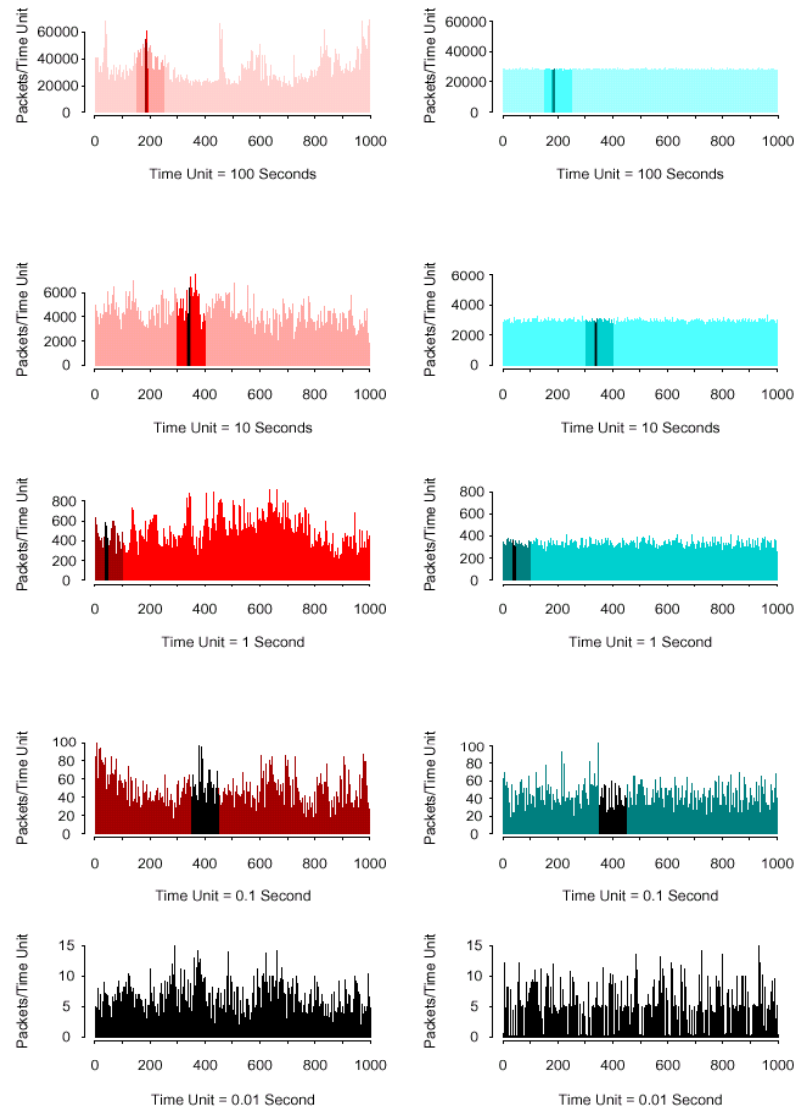 Packets/Time Unit
60000
40000
20000
0
0 200 400 600 800 1000
Time Unit = 100 Seconds
Packets/Time Unit
60000
40000
20000
0
0 200 400 600 800 1000
Time Unit = 100 Seconds
Packets/Time Unit
6000
4000
2000
0
0 200 400 600 800 1000
Time Unit = 10 Seconds
Packets/Time Unit
6000
4000
2000
0
0 200 400 600 800 1000
Time Unit = 10 Seconds
Packets/Time Unit
800
600
400
200
0
0 200 400 600 800 1000
Time Unit = 1 Second
Packets/Time Unit
800
600
400
200
0
0 200 400 600 800 1000
Time Unit = 1 Second
Packets/Time Unit
100
80
60
40
20
0
0 200 400 600 800 1000
Time Unit = 0.1 Second
Packets/Time Unit
100
80
60
40
20
0
0 200 400 600 800 1000
Time Unit = 0.1 Second
Packets/Time Unit
15
10
5
0
0 200 400 600 800 1000
Time Unit = 0.01 Second
Packets/Time Unit
15
10
5
0
0 200 400 600 800 1000
Time Unit = 0.01 Second